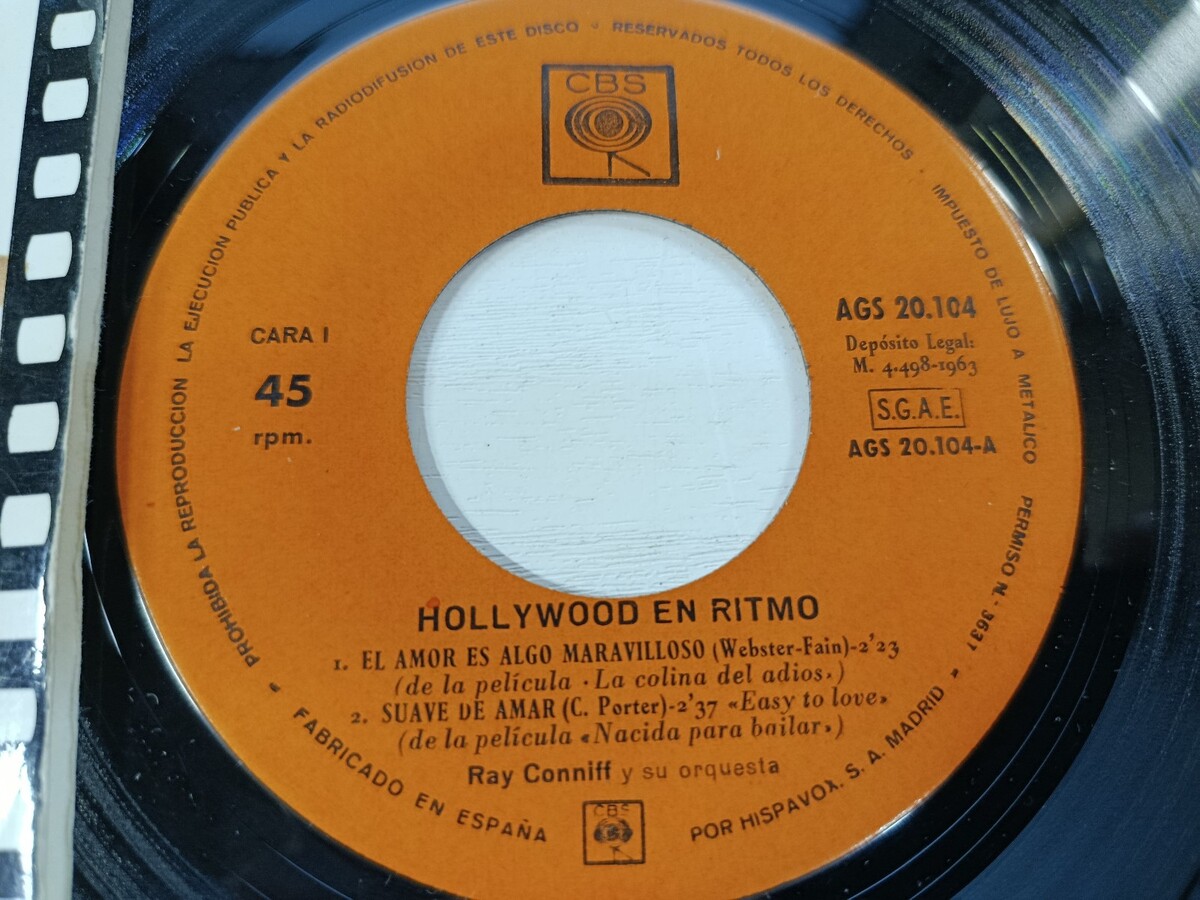 PROHIBIDA LA REPRODUCCION LA EJECUCION PUBLICA Y LA RADIODIFUSION DE ESTE DISCO - RESERVADOS TODOS LOS DERECHOS
IMPUESTO DE LUJO A METALICO PERMISO N.º 3631
CBS
CARA I
45
rpm.
AGS 20.104
Depósito Legal:
M. 4.498-1963
S.G.A.E.
AGS 20.104-A
HOLLYWOOD EN RITMO
1. EL AMOR ES ALGO MARAVILLOSO (Webster-Fain)-2'23
(de la película «La colina del adios»)
2. SUAVE DE AMAR (C. Porter)-2'37 «Easy to love»
(de la película «Nacida para bailar»)
Ray Conniff y su orquesta
CBS
FABRICADO EN ESPAÑA
POR HISPAVOX, S. A. MADRID